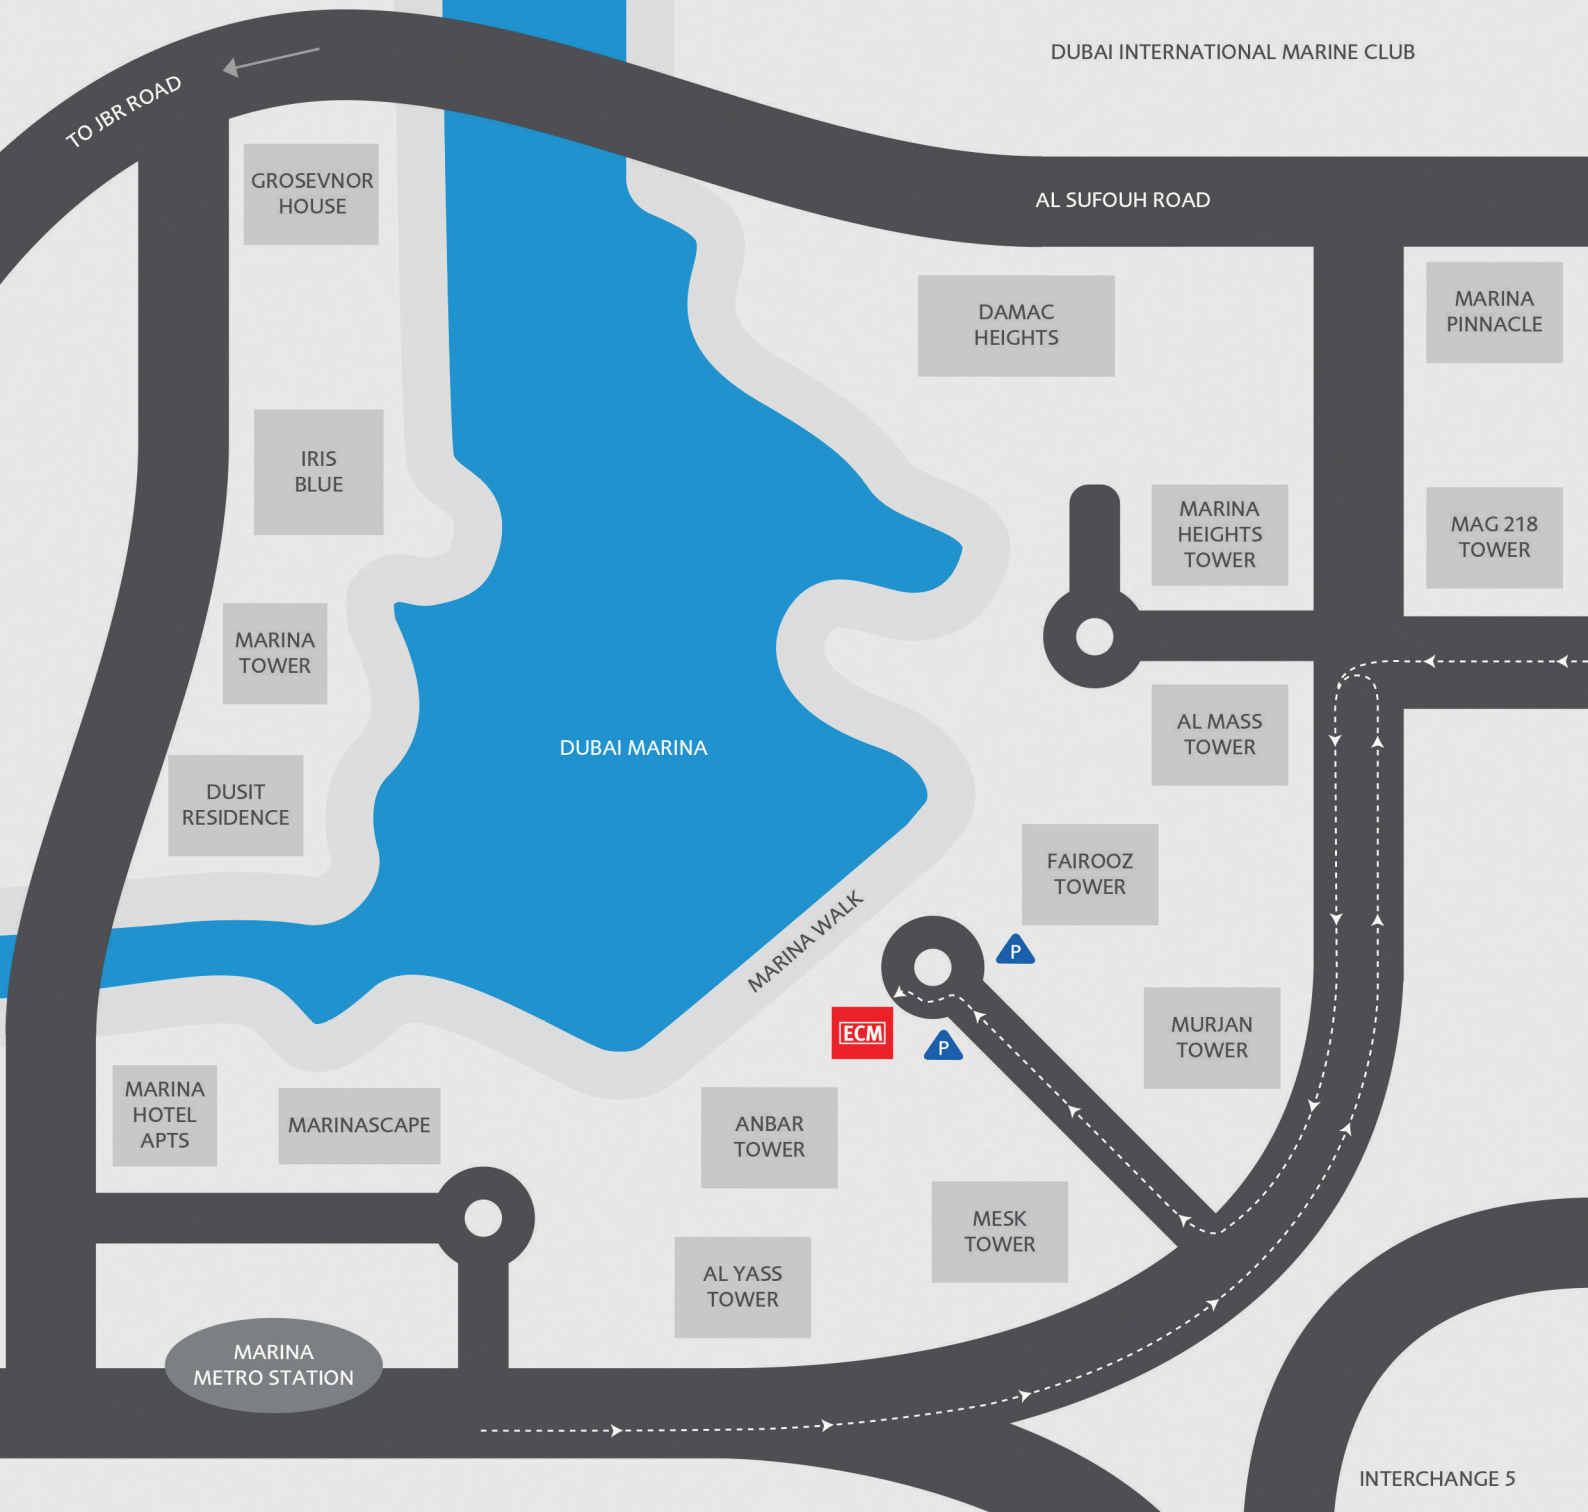 DUBAI INTERNATIONAL MARINE CLUB
TO JBR ROAD
GROSEVNOR
HOUSE
AL SUFOUH ROAD
DAMAC
HEIGHTS
MARINA
PINNACLE
IRIS
BLUE
MARINA
HEIGHTS
TOWER
MAG 218
TOWER
MARINA
TOWER
AL MASS
TOWER
DUBAI MARINA
DUSIT
RESIDENCE
FAIROOZ
TOWER
MARINA WALK
P
ECM
P
MURJAN
TOWER
MARINA
HOTEL
APTS
MARINASCAPE
ANBAR
TOWER
MESK
TOWER
AL YASS
TOWER
MARINA
METRO STATION
INTERCHANGE 5